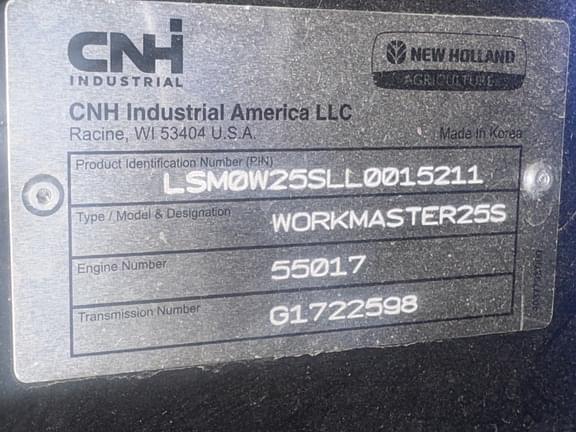 CNH
INDUSTRIAL
NEW HOLLAND
AGRICULTURE
CNH Industrial America LLC
Racine, WI 53404 U.S.A.
Made in Korea
Product Identification Number (PIN)
LSM0W25SLL0015211
Type / Model & Designation
WORKMASTER25S
Engine Number
55017
Transmission Number
G1722598